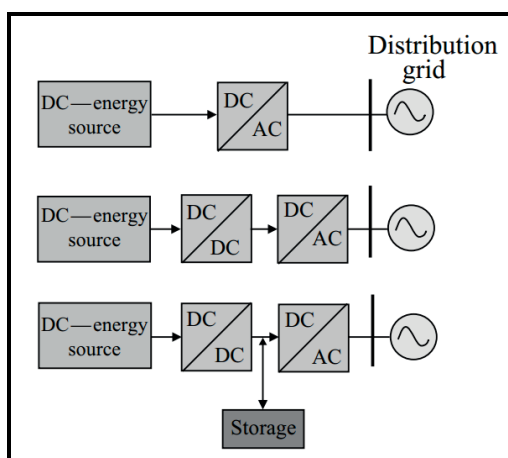 Distribution
grid
DC—energy
source
DC
AC
DC—energy
source
DC
DC
DC
AC
DC—energy
source
DC
DC
DC
AC
Storage